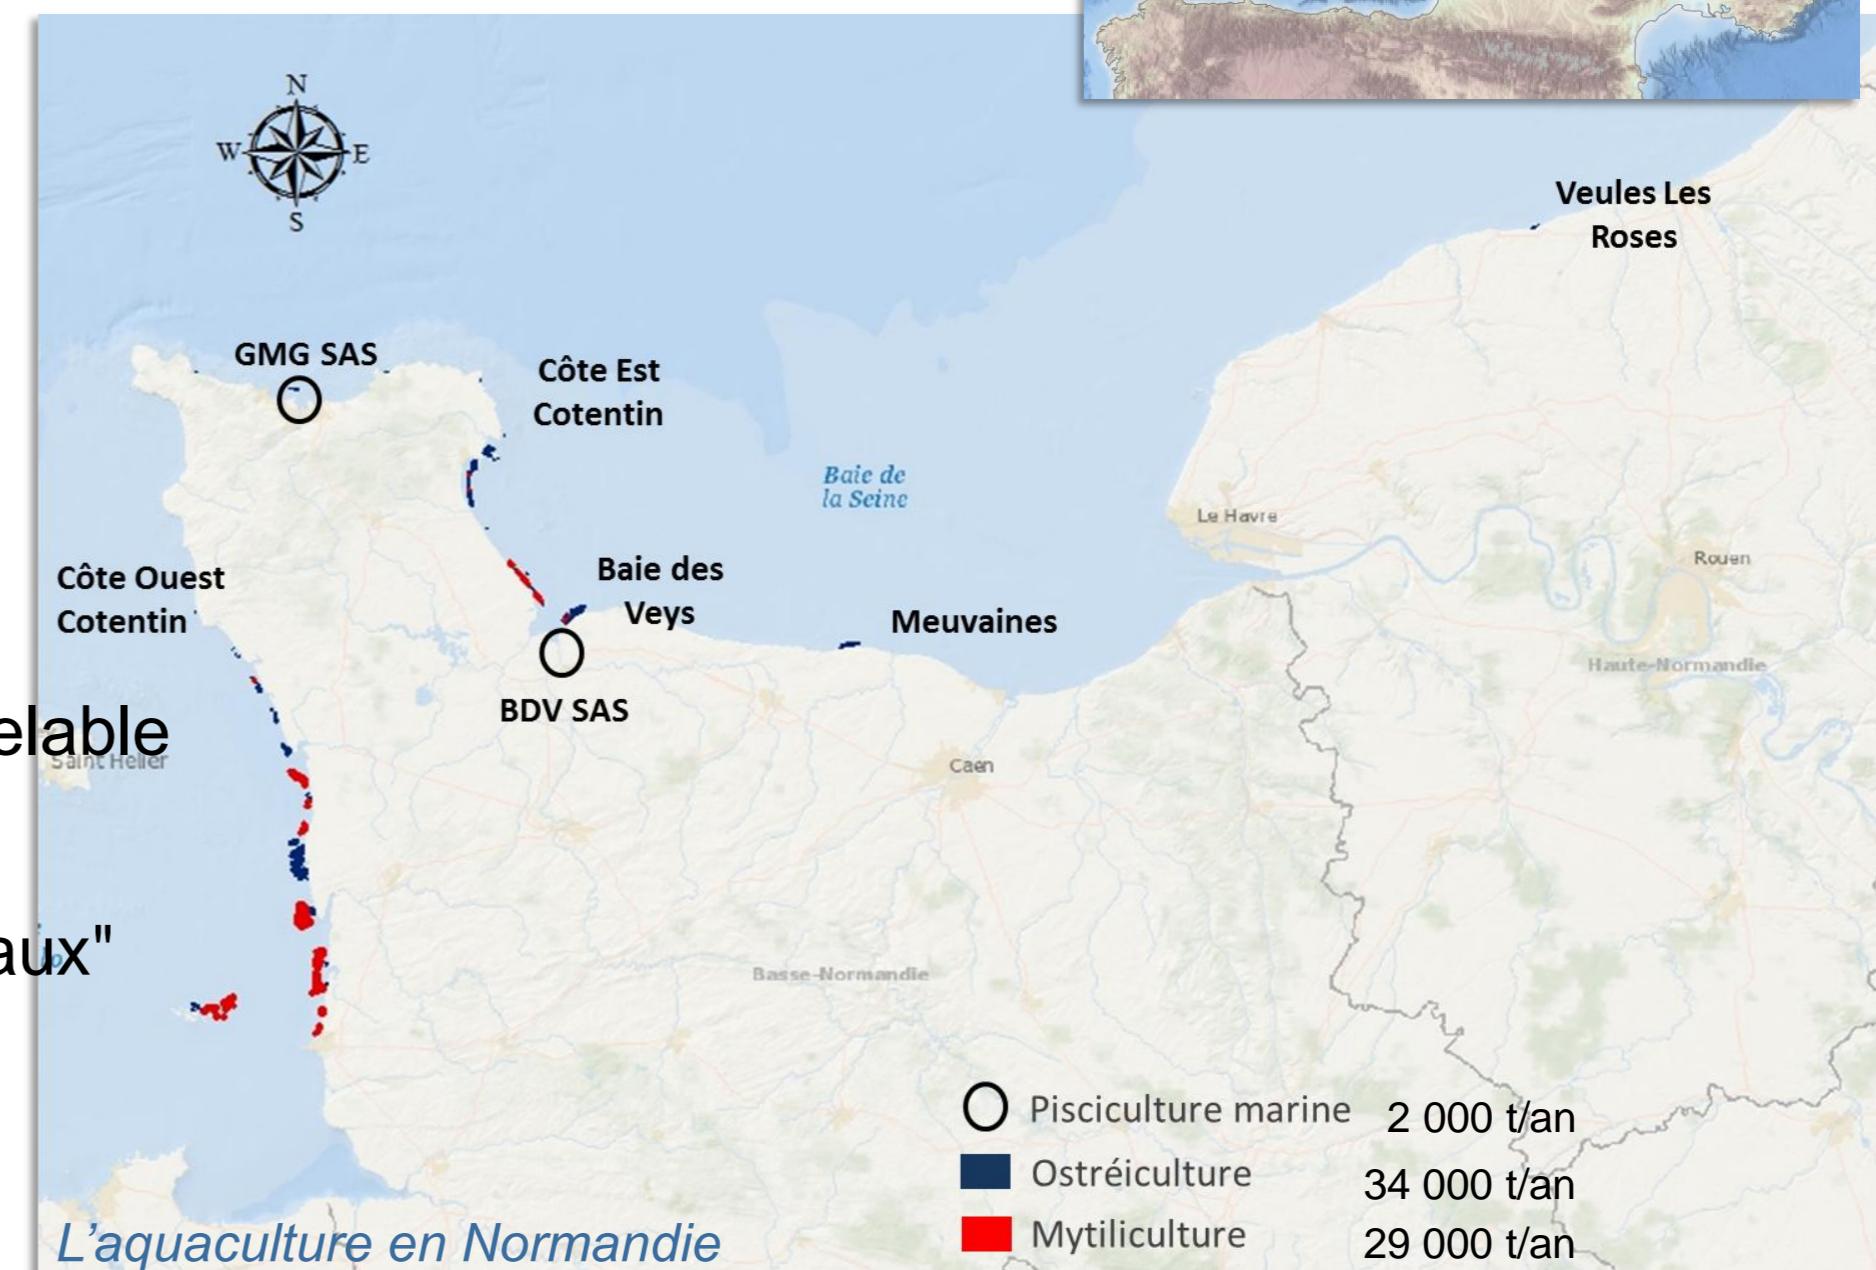 N
W E
S
Veules Les
Roses
GMG SAS
Côte Est
Cotentin
Baie de
la Seine
Le Havre
Rouen
Côte Ouest
Cotentin
Baie des
Veys
Meuvaines
Haute-Normandie
BDV SAS
elable
Saint Helier
Caen
aux"
Basse-Normandie
Pisciculture marine 2 000 t/an
Ostréiculture 34 000 t/an
Mytiliculture 29 000 t/an
L’aquaculture en Normandie